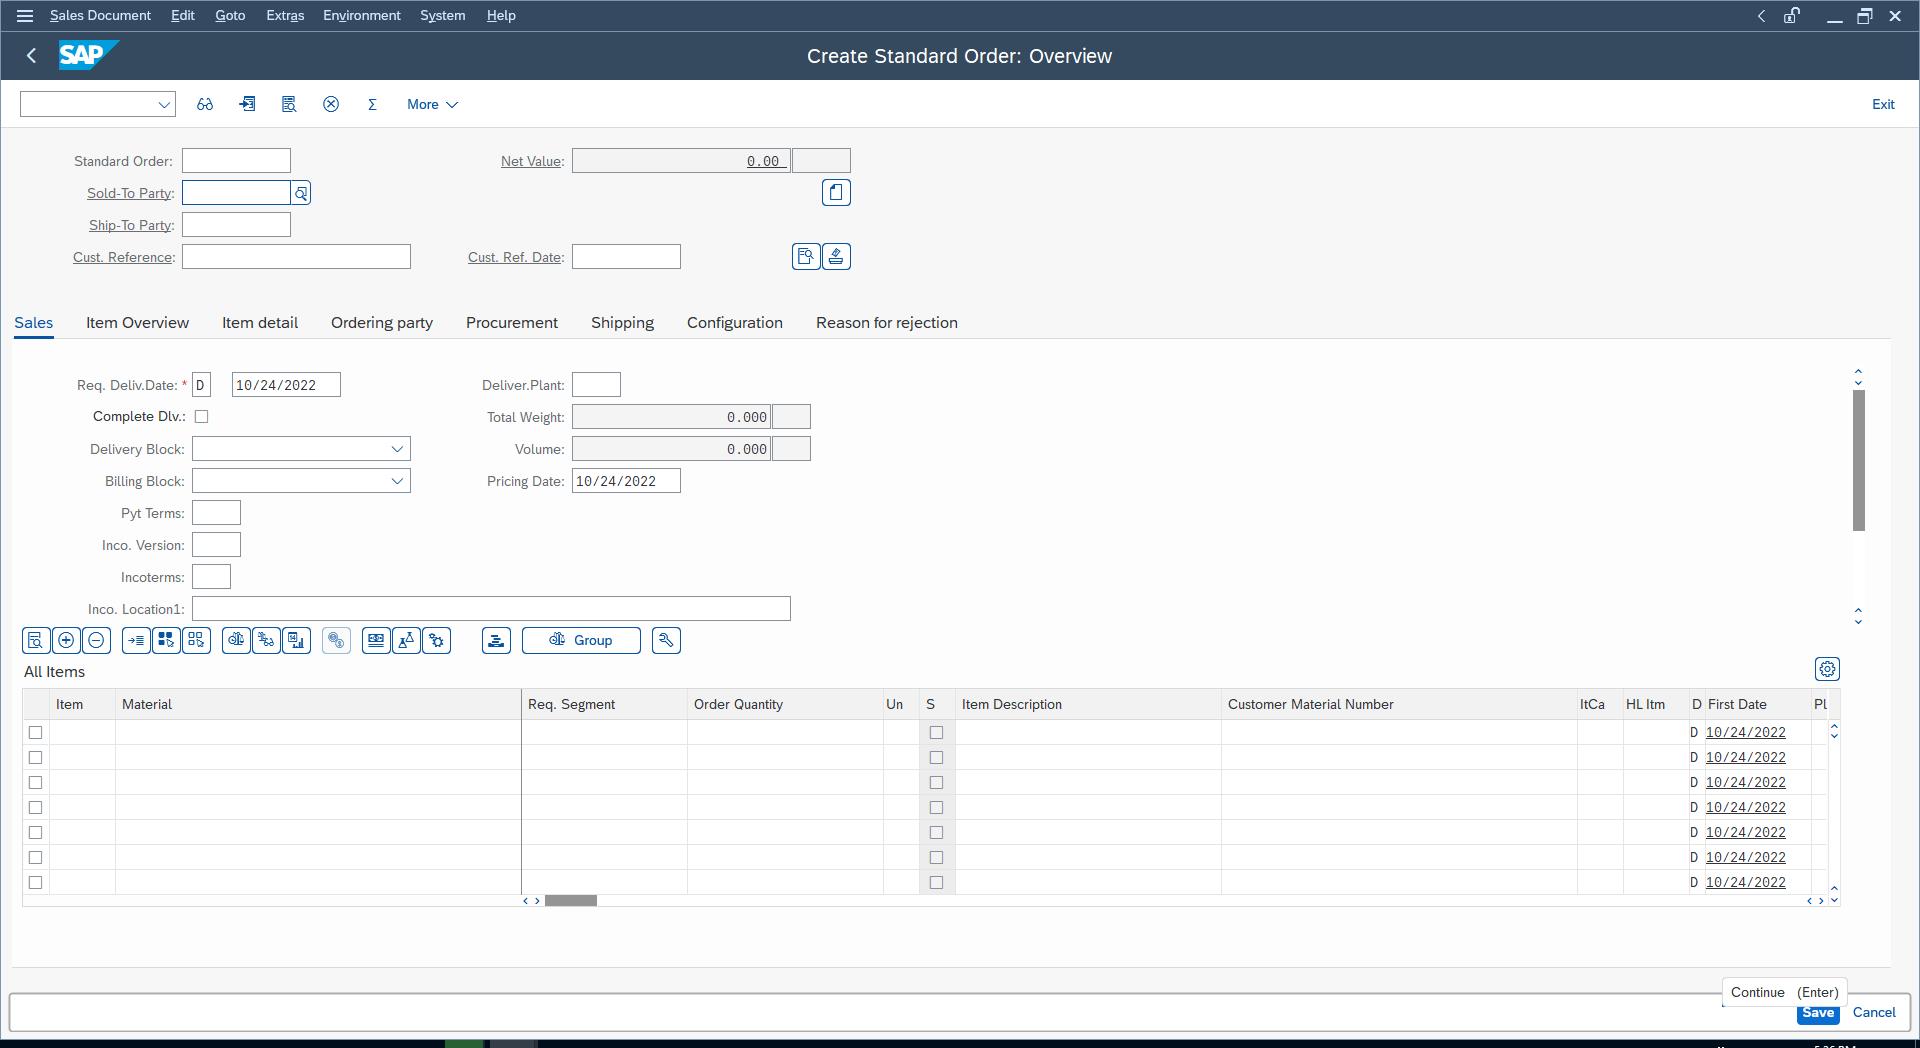 Sales Document Edit Goto Extras Environment System Help
SAP Create Standard Order: Overview
More Exit
Standard Order: Net Value: 0.00
Sold-To Party:
Ship-To Party:
Cust. Reference: Cust. Ref. Date:
Sales Item Overview Item detail Ordering party Procurement Shipping Configuration Reason for rejection
Req. Deliv.Date: * D 10/24/2022 Deliver.Plant:
Complete Dlv.: Total Weight: 0.000
Delivery Block: Volume: 0.000
Billing Block: Pricing Date: 10/24/2022
Pyt Terms:
Inco. Version:
Incoterms:
Inco. Location1:
Group
All Items
Item Material Req. Segment Order Quantity Un S Item Description Customer Material Number ItCa HL Itm D First Date Pl
D 10/24/2022
D 10/24/2022
D 10/24/2022
D 10/24/2022
D 10/24/2022
D 10/24/2022
D 10/24/2022
Continue (Enter)
Save Cancel